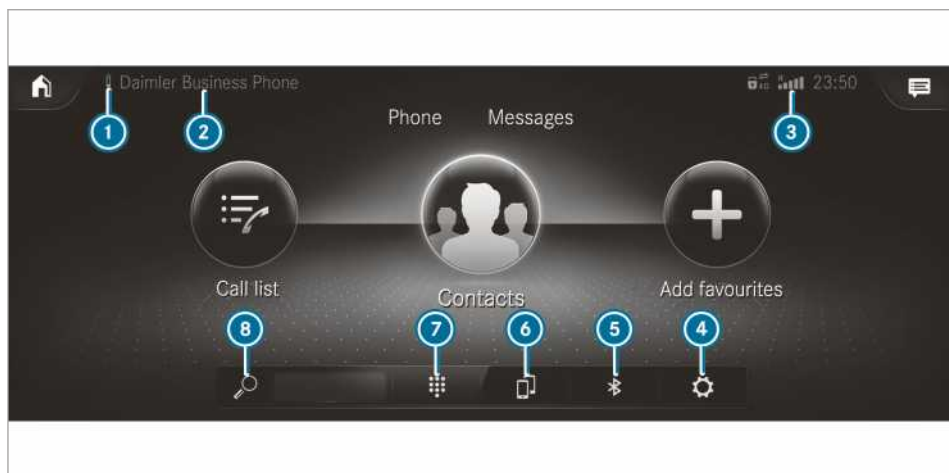 Daimler Business Phone 23:50
1 2 3
Phone Messages
Call list Contacts Add favourites
8 7 6 5 4